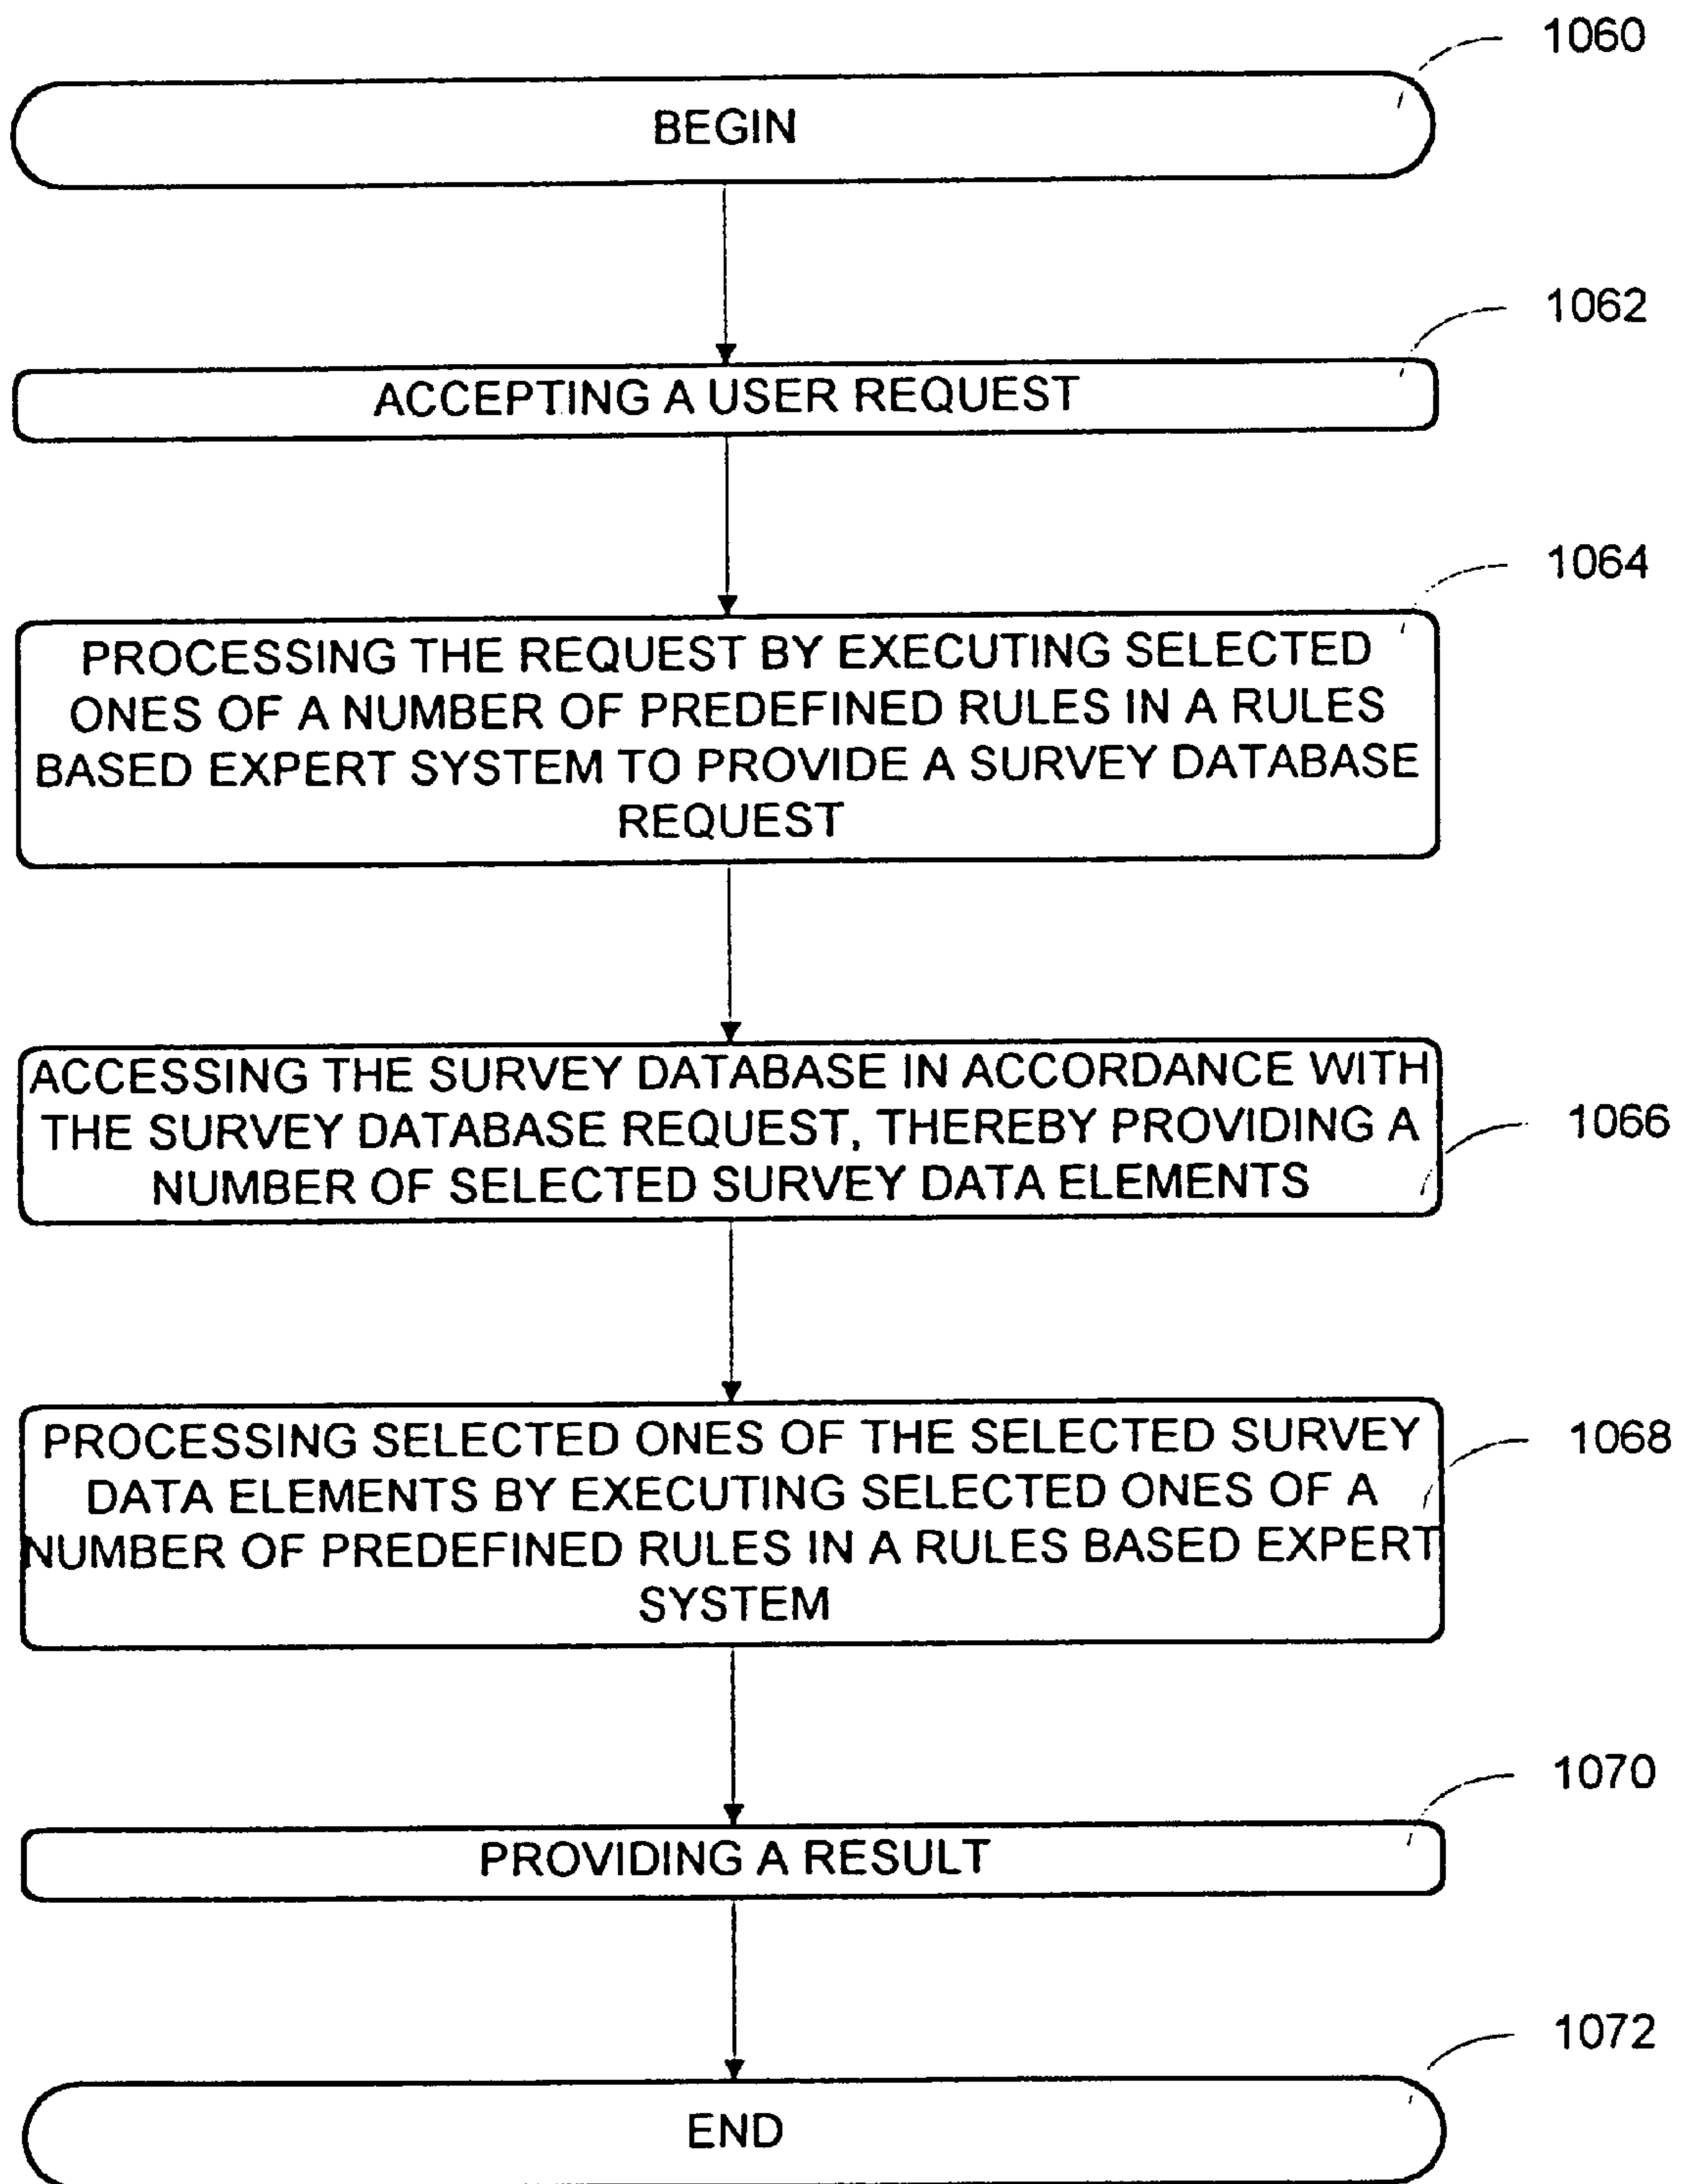 1060
BEGIN
1062
ACCEPTING A USER REQUEST
1064
PROCESSING THE REQUEST BY EXECUTING SELECTED
ONES OF A NUMBER OF PREDEFINED RULES IN A RULES
BASED EXPERT SYSTEM TO PROVIDE A SURVEY DATABASE
REQUEST
ACCESSING THE SURVEY DATABASE IN ACCORDANCE WITH
THE SURVEY DATABASE REQUEST, THEREBY PROVIDING A
NUMBER OF SELECTED SURVEY DATA ELEMENTS
1066
PROCESSING SELECTED ONES OF THE SELECTED SURVEY
DATA ELEMENTS BY EXECUTING SELECTED ONES OF A
NUMBER OF PREDEFINED RULES IN A RULES BASED EXPERT
SYSTEM
1068
1070
PROVIDING A RESULT
1072
END